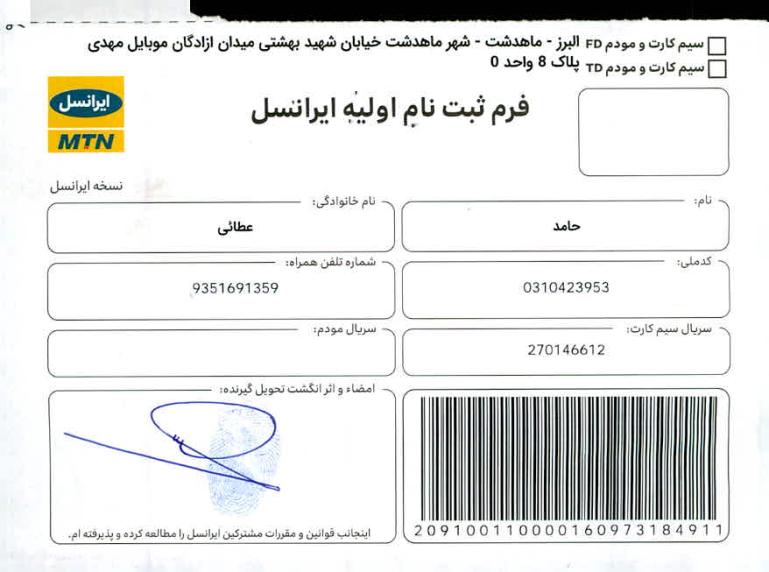 سیم کارت و مودم FD
سیم کارت و مودم TD
البرز - ماهدشت - شهر ماهدشت خیابان شهید بهشتی میدان ازادگان موبایل مهدی
پلاک 8 واحد 0
ایرانسل
MTN
فرم ثبت نام اولیه ایرانسل
نسخه ایرانسل
نام:
حامد
نام خانوادگی:
عطائی
کدملی:
0310423953
شماره تلفن همراه:
9351691359
سریال سیم کارت:
270146612
سریال مودم:
امضاء و اثر انگشت تحویل گیرنده:
اینجانب قوانین و مقررات مشترکین ایرانسل را مطالعه کرده و پذیرفته ام.
209100110000160973184911